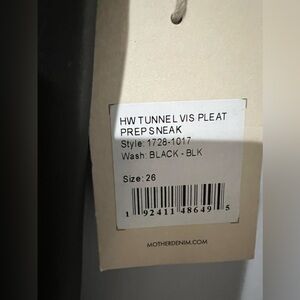 HW TUNNEL VIS PLEAT
PREP SNEAK
Style: 1728-1017
Wash: BLACK - BLK
Size: 26
1 92411 48649 5
MOTHERDENIM.COM